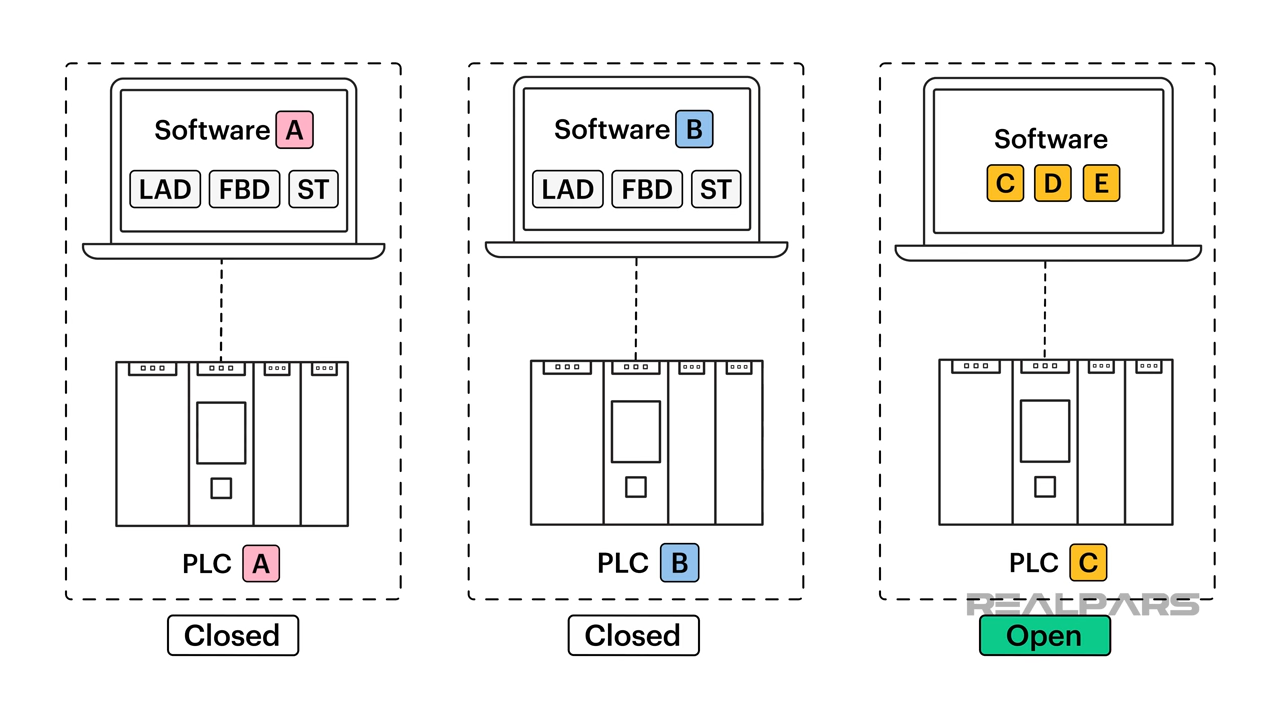 Software A
LAD FBD ST
PLC A
Closed
Software B
LAD FBD ST
PLC B
Closed
Software
C D E
PLC C
REALPARS
Open